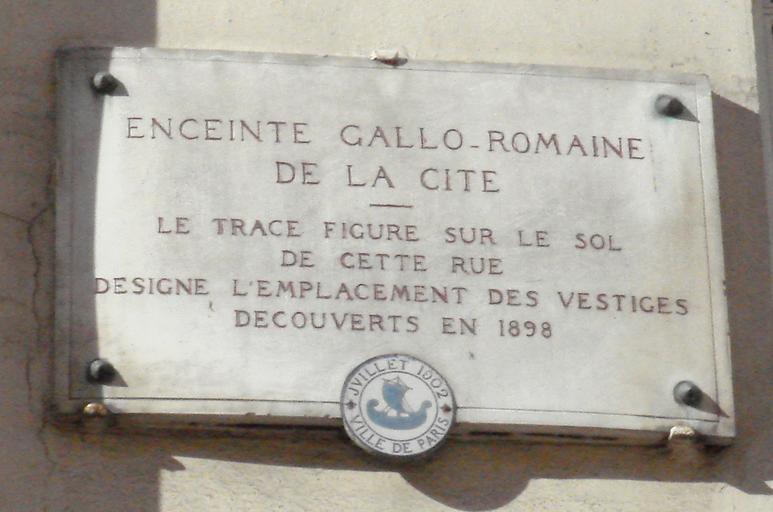 ENCEINTE GALLO-ROMAINE
DE LA CITE
LE TRACE FIGURE SUR LE SOL
DE CETTE RUE
DESIGNE L'EMPLACEMENT DES VESTIGES
DECOUVERTS EN 1898
JVILLET 1902
VILLE DE PARIS